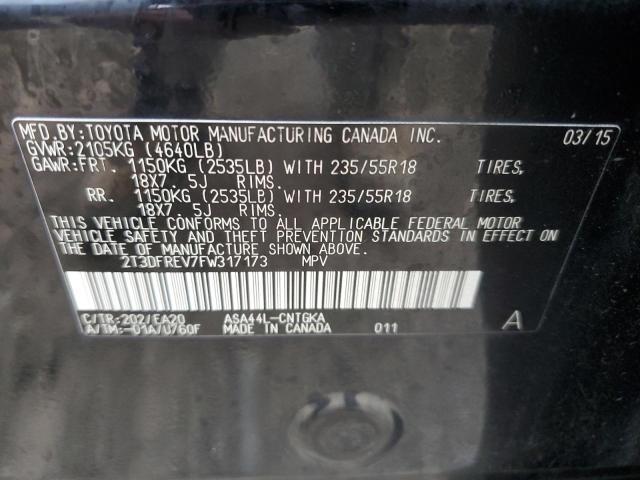 MFD.BY:TOYOTA MOTOR MANUFACTURING CANADA INC. 03/15
GVWR:2105KG (4640LB)
GAWR:FRT. 1150KG (2535LB) WITH 235/55R18 TIRES,
18X7. 5J RIMS.
RR. 1150KG (2535LB) WITH 235/55R18 TIRES,
18X7. 5J RIMS.
THIS VEHICLE CONFORMS TO ALL APPLICABLE FEDERAL MOTOR
VEHICLE SAFETY AND THEFT PREVENTION STANDARDS IN EFFECT ON
THE DATE OF MANUFACTURE SHOWN ABOVE.
2T3DFREV7FW317173 MPV
C/TR:202/EA20 ASA44L-CNTGKA
A/TM:-01A/U760F MADE IN CANADA 011 A